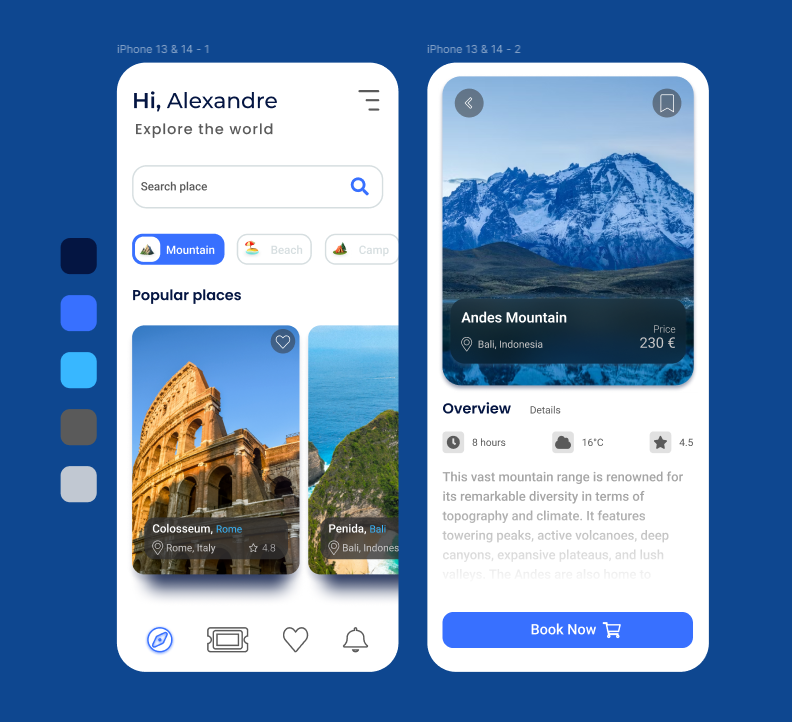 iPhone 13 & 14 - 1
Hi, Alexandre
Explore the world
Search place
Mountain
Beach
Camp
Popular places
Colosseum, Rome
Rome, Italy
4.8
Penida, Bali
Bali, Indones
iPhone 13 & 14 - 2
Andes Mountain
Bali, Indonesia
Price
230 €
Overview
Details
8 hours
16°C
4.5
This vast mountain range is renowned for
its remarkable diversity in terms of
topography and climate. It features
towering peaks, active volcanoes, deep
canyons, expansive plateaus, and lush
valleys. The Andes are also home to
Book Now